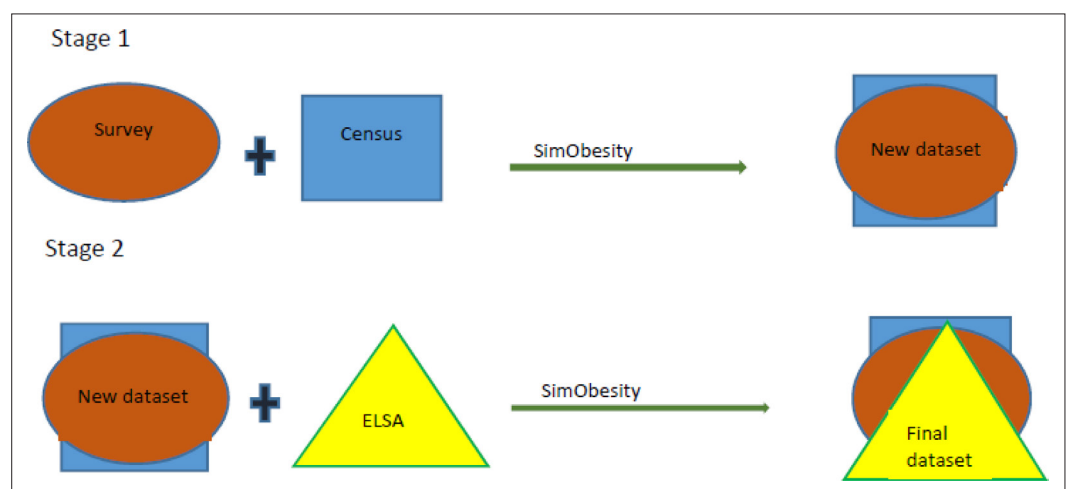 Stage 1
Survey
Census
SimObesity
New dataset
Stage 2
New dataset
ELSA
SimObesity
Final
dataset